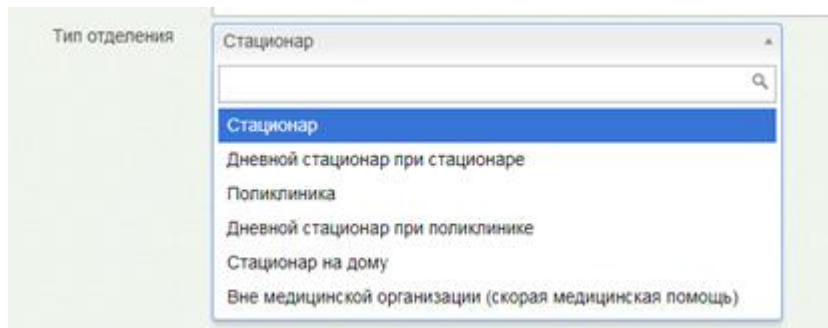 Тип отделения
Стационар
Стационар
Дневной стационар при стационаре
Поликлиника
Дневной стационар при поликлинике
Стационар на дому
Вне медицинской организации (скорая медицинская помощь)